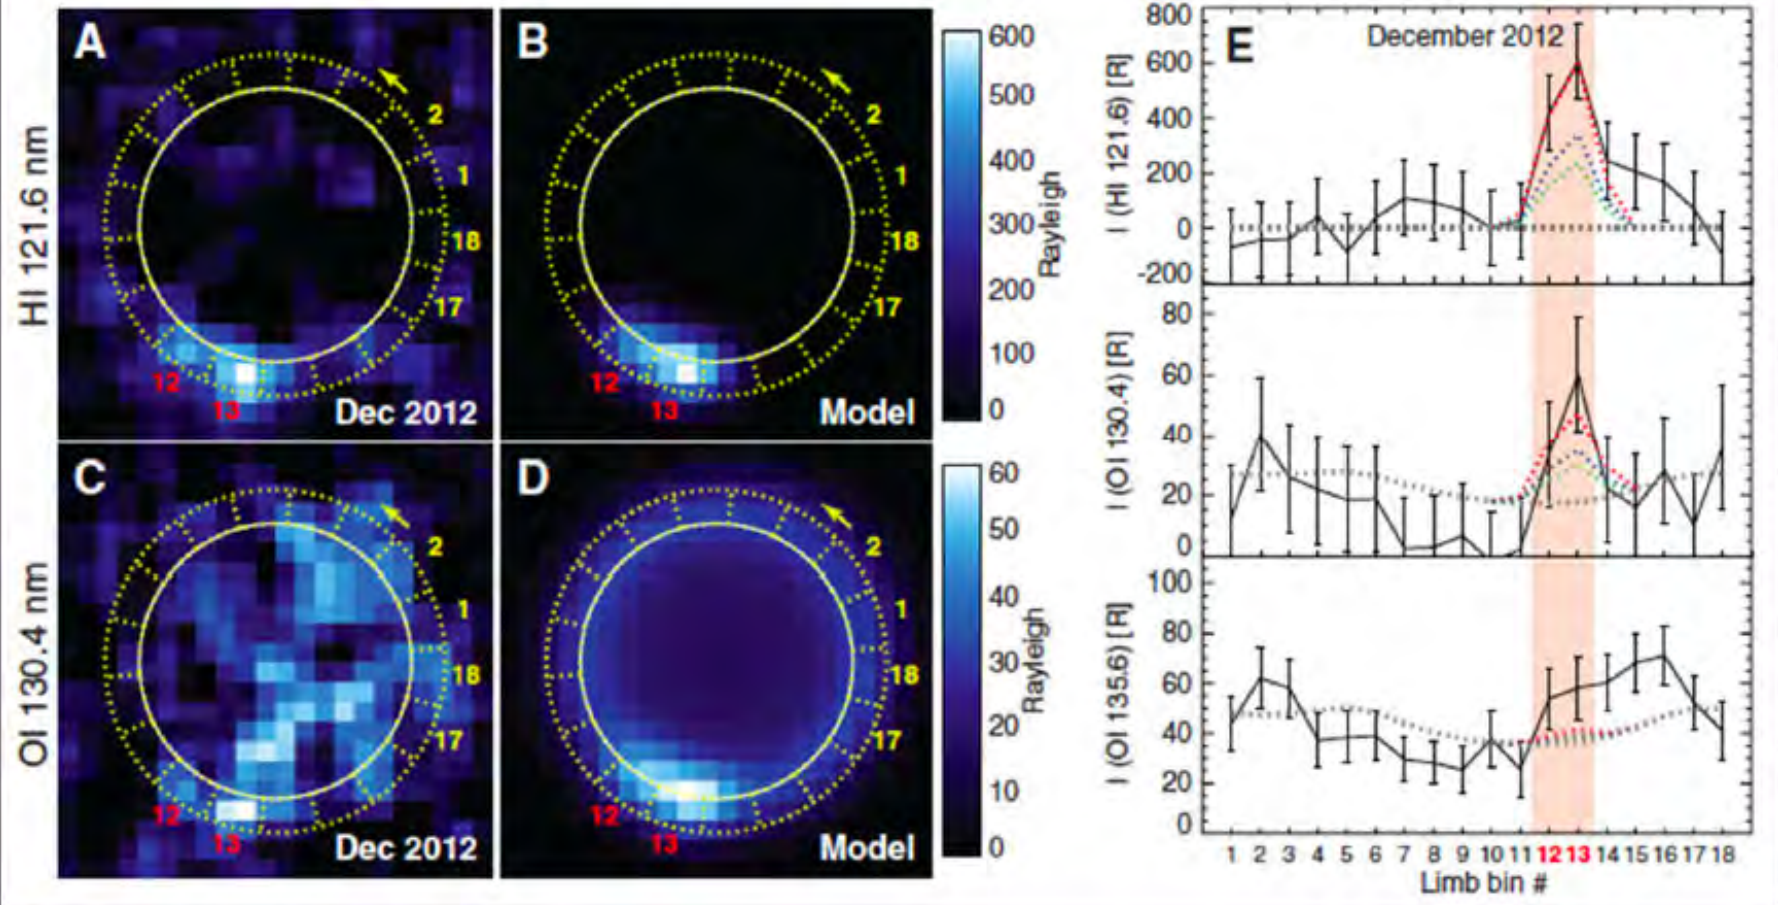 A
B
C
D
E
HI 121.6 nm
OI 130.4 nm
2
1
18
17
12
13
Dec 2012
2
1
18
17
12
13
Model
600
500
400
300
200
100
0
Rayleigh
2
1
18
17
12
13
Dec 2012
2
1
18
17
12
13
Model
60
50
40
30
20
10
0
Rayleigh
December 2012
I (HI 121.6) [R]
800
600
400
200
0
-200
I (OI 130.4) [R]
80
60
40
20
0
I (OI 135.6) [R]
100
80
60
40
20
0
1 2 3 4 5 6 7 8 9 10 11 12 13 14 15 16 17 18
Limb bin #